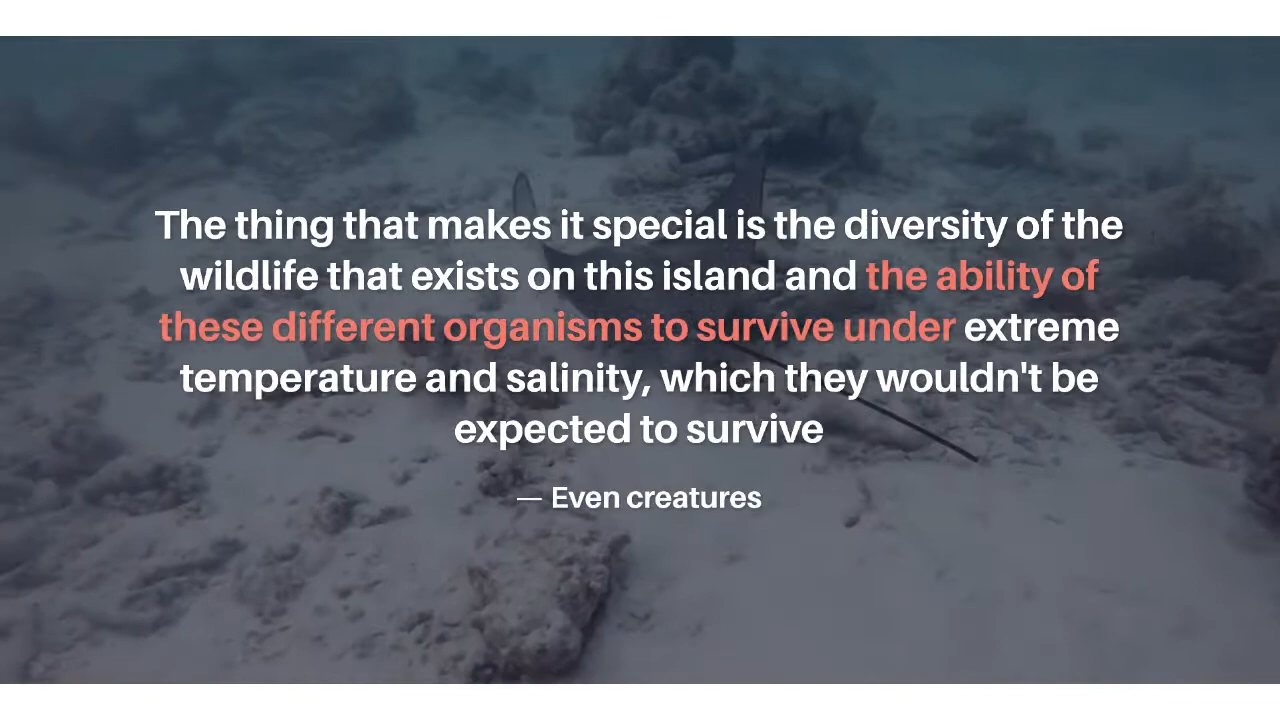 The thing that makes it special is the diversity of the
wildlife that exists on this island and the ability of
these different organisms to survive under extreme
temperature and salinity, which they wouldn't be
expected to survive
— Even creatures